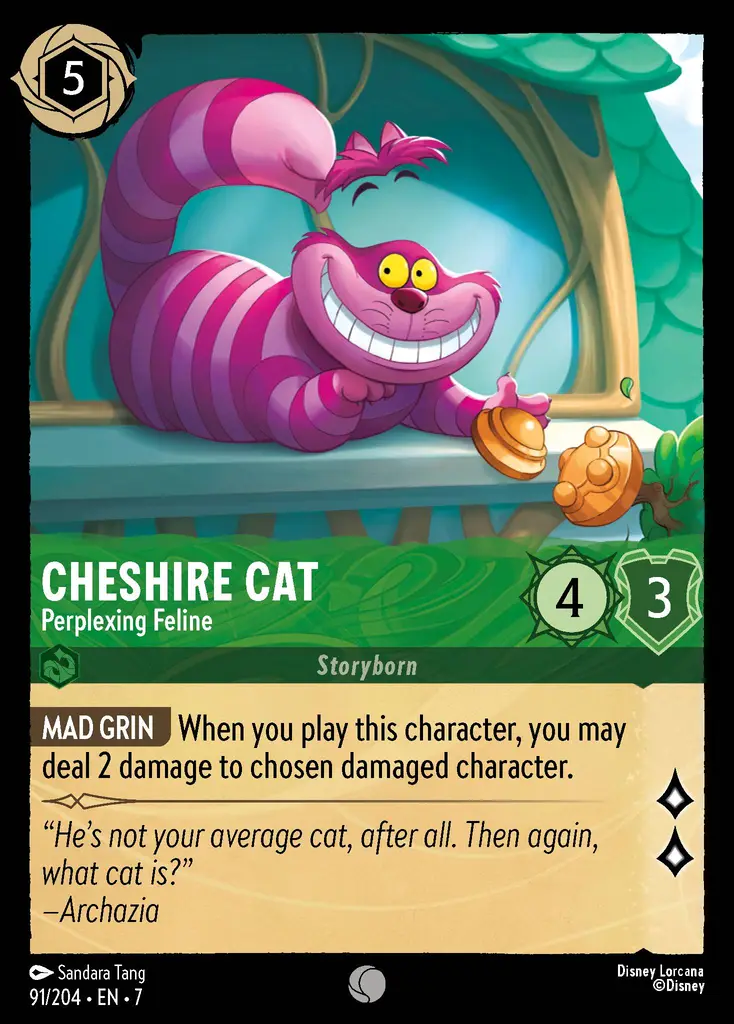 5
CHESHIRE CAT
Perplexing Feline
4
3
Storyborn
MAD GRIN When you play this character, you may
deal 2 damage to chosen damaged character.
“He’s not your average cat, after all. Then again,
what cat is?”
–Archazia
Sandara Tang
91/204 • EN • 7
Disney Lorcana
©Disney